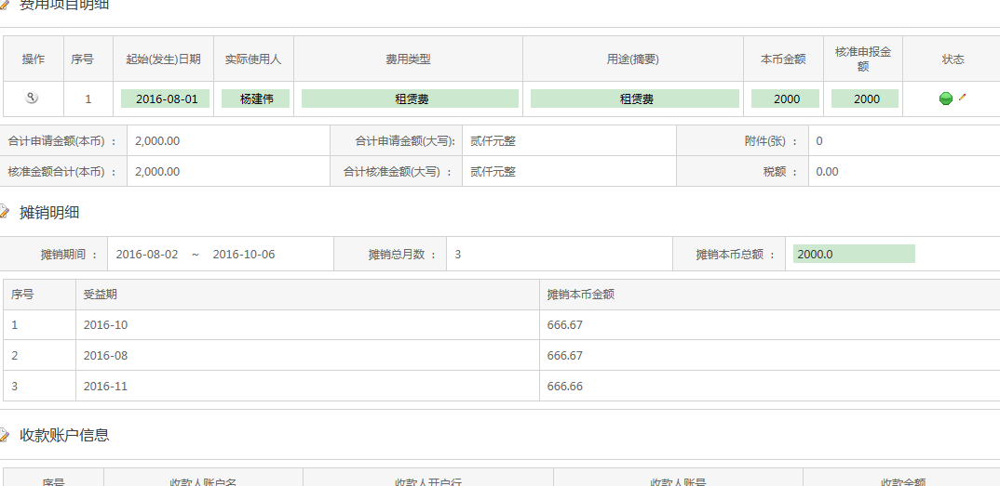 费用项目明细
操作 序号 起始(发生)日期 实际使用人 费用类型 用途(摘要) 本币金额 核准申报金额 状态
1 2016-08-01 杨建伟 租赁费 租赁费 2000 2000
合计申请金额(本币) : 2,000.00 合计申请金额(大写): 贰仟元整 附件(张) : 0
核准金额合计(本币) : 2,000.00 合计核准金额(大写) : 贰仟元整 税额 : 0.00
摊销明细
摊销期间 : 2016-08-02 ~ 2016-10-06 摊销总月数 : 3 摊销本币总额 : 2000.0
序号 受益期 摊销本币金额
1 2016-10 666.67
2 2016-08 666.67
3 2016-11 666.66
收款账户信息
序号 收款人账户名 收款人开户行 收款人账号 收款金额